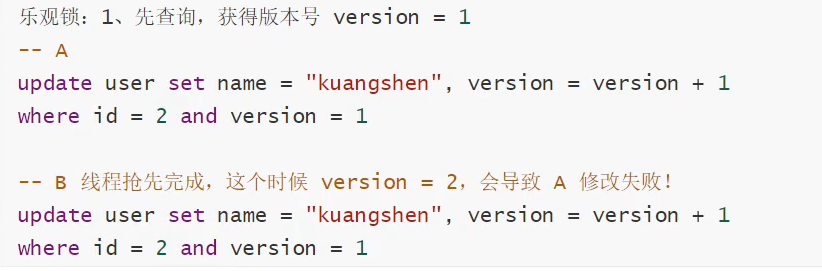 乐观锁：1、先查询，获得版本号 version = 1
-- A
update user set name = "kuangshen", version = version + 1
where id = 2 and version = 1
-- B 线程抢先完成，这个时候 version = 2，会导致 A 修改失败！
update user set name = "kuangshen", version = version + 1
where id = 2 and version = 1